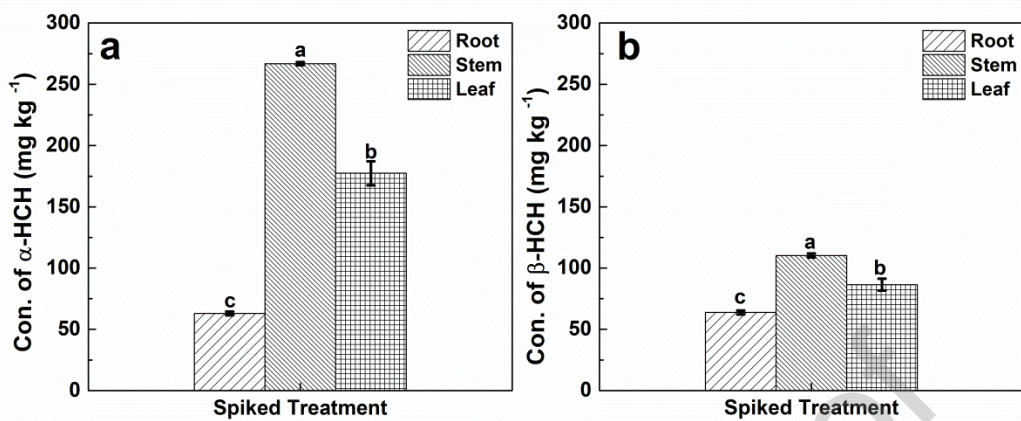 a
Con. of α-HCH (mg kg -1)
300
250
200
150
100
50
0
Root
Stem
Leaf
c
a
b
Spiked Treatment
b
Con. of β-HCH (mg kg -1)
300
250
200
150
100
50
0
Root
Stem
Leaf
c
a
b
Spiked Treatment